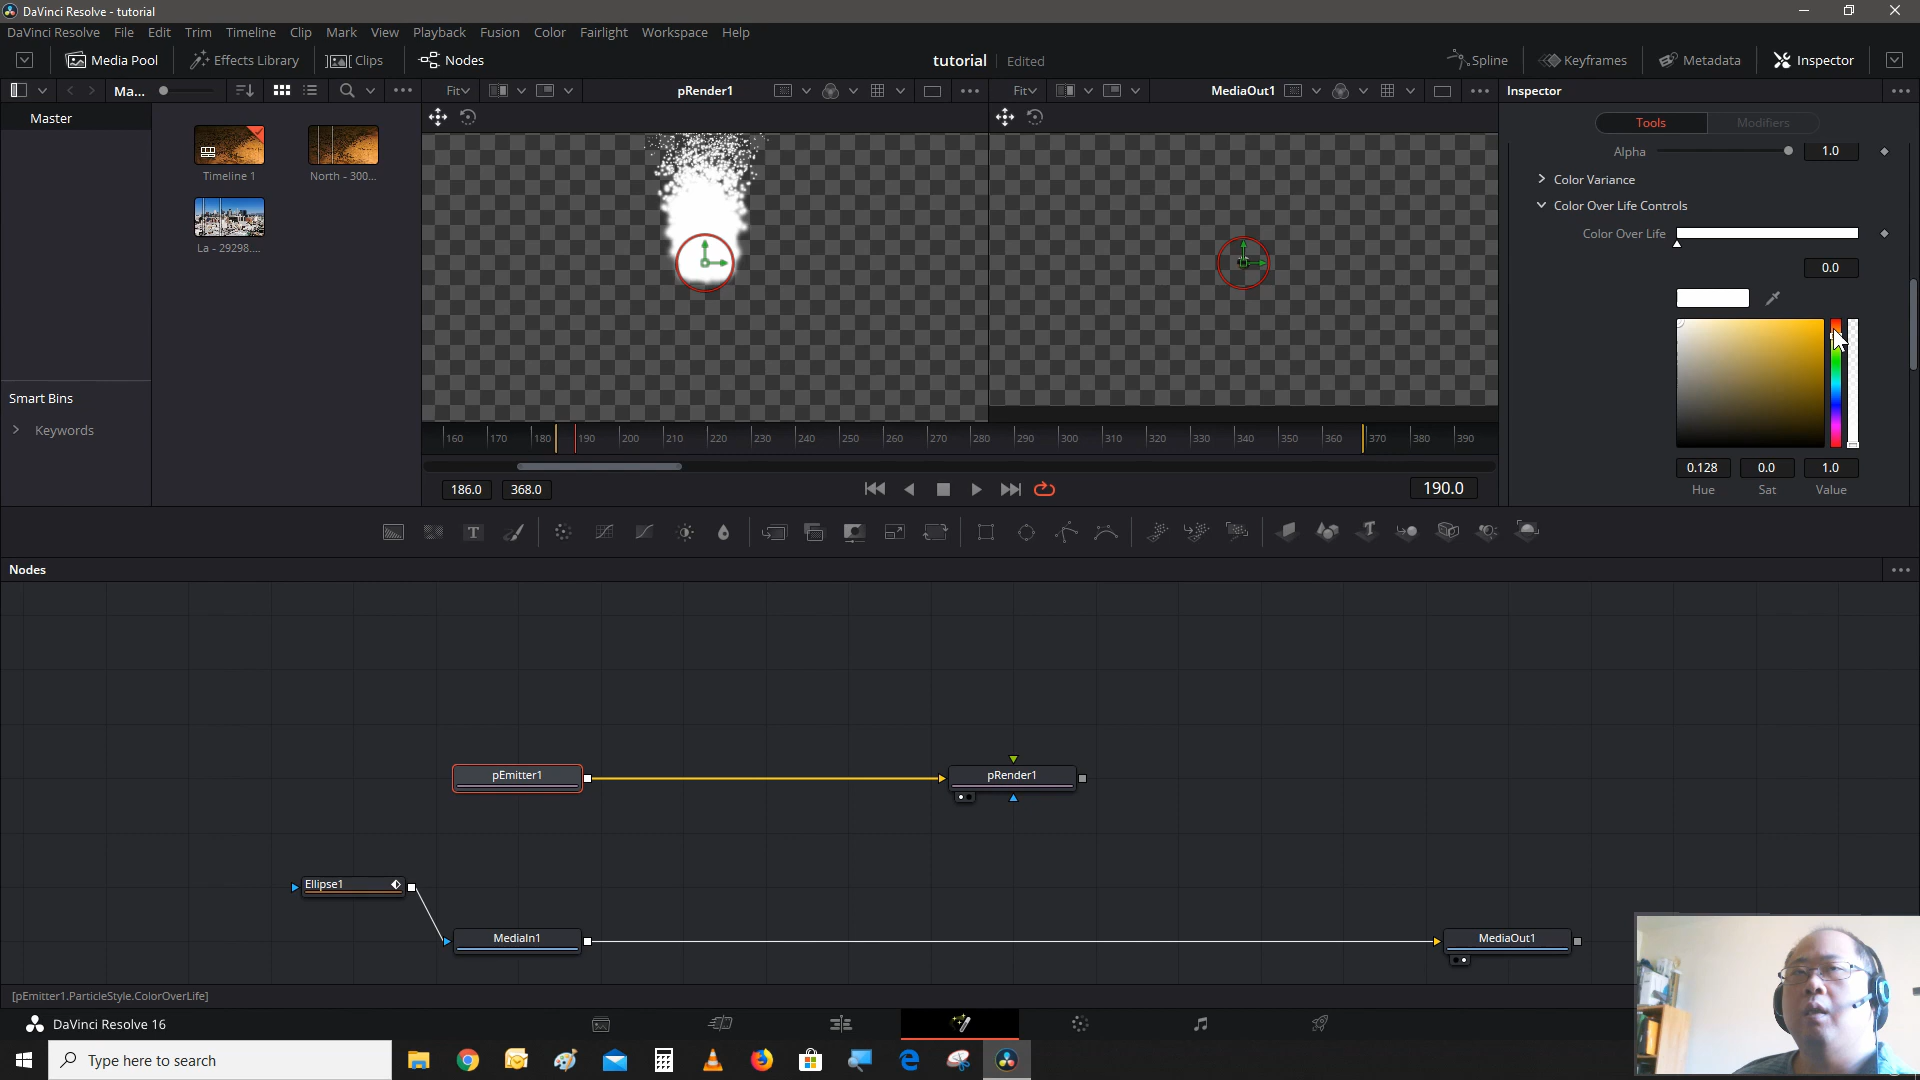 DaVinci Resolve - tutorial
DaVinci Resolve File Edit Trim Timeline Clip Mark View Playback Fusion Color Fairlight Workspace Help
Media Pool Effects Library Clips Nodes tutorial Edited Spline Keyframes Metadata Inspector
Ma... Fit pRender1 Fit MediaOut1 Inspector
Master
Tools Modifiers
Alpha 1.0
Timeline 1 North - 300...
Color Variance
Color Over Life Controls
Color Over Life
La - 29298....
0.0
Smart Bins
Keywords
160 170 180 190 200 210 220 230 240 250 260 270 280 290 300 310 320 330 340 350 360 370 380 390
0.128 0.0 1.0
Hue Sat Value
186.0 368.0 190.0
T T
Nodes
pEmitter1 pRender1
Ellipse1
MediaIn1 MediaOut1
[pEmitter1.ParticleStyle.ColorOverLife]
DaVinci Resolve 16
Type here to search